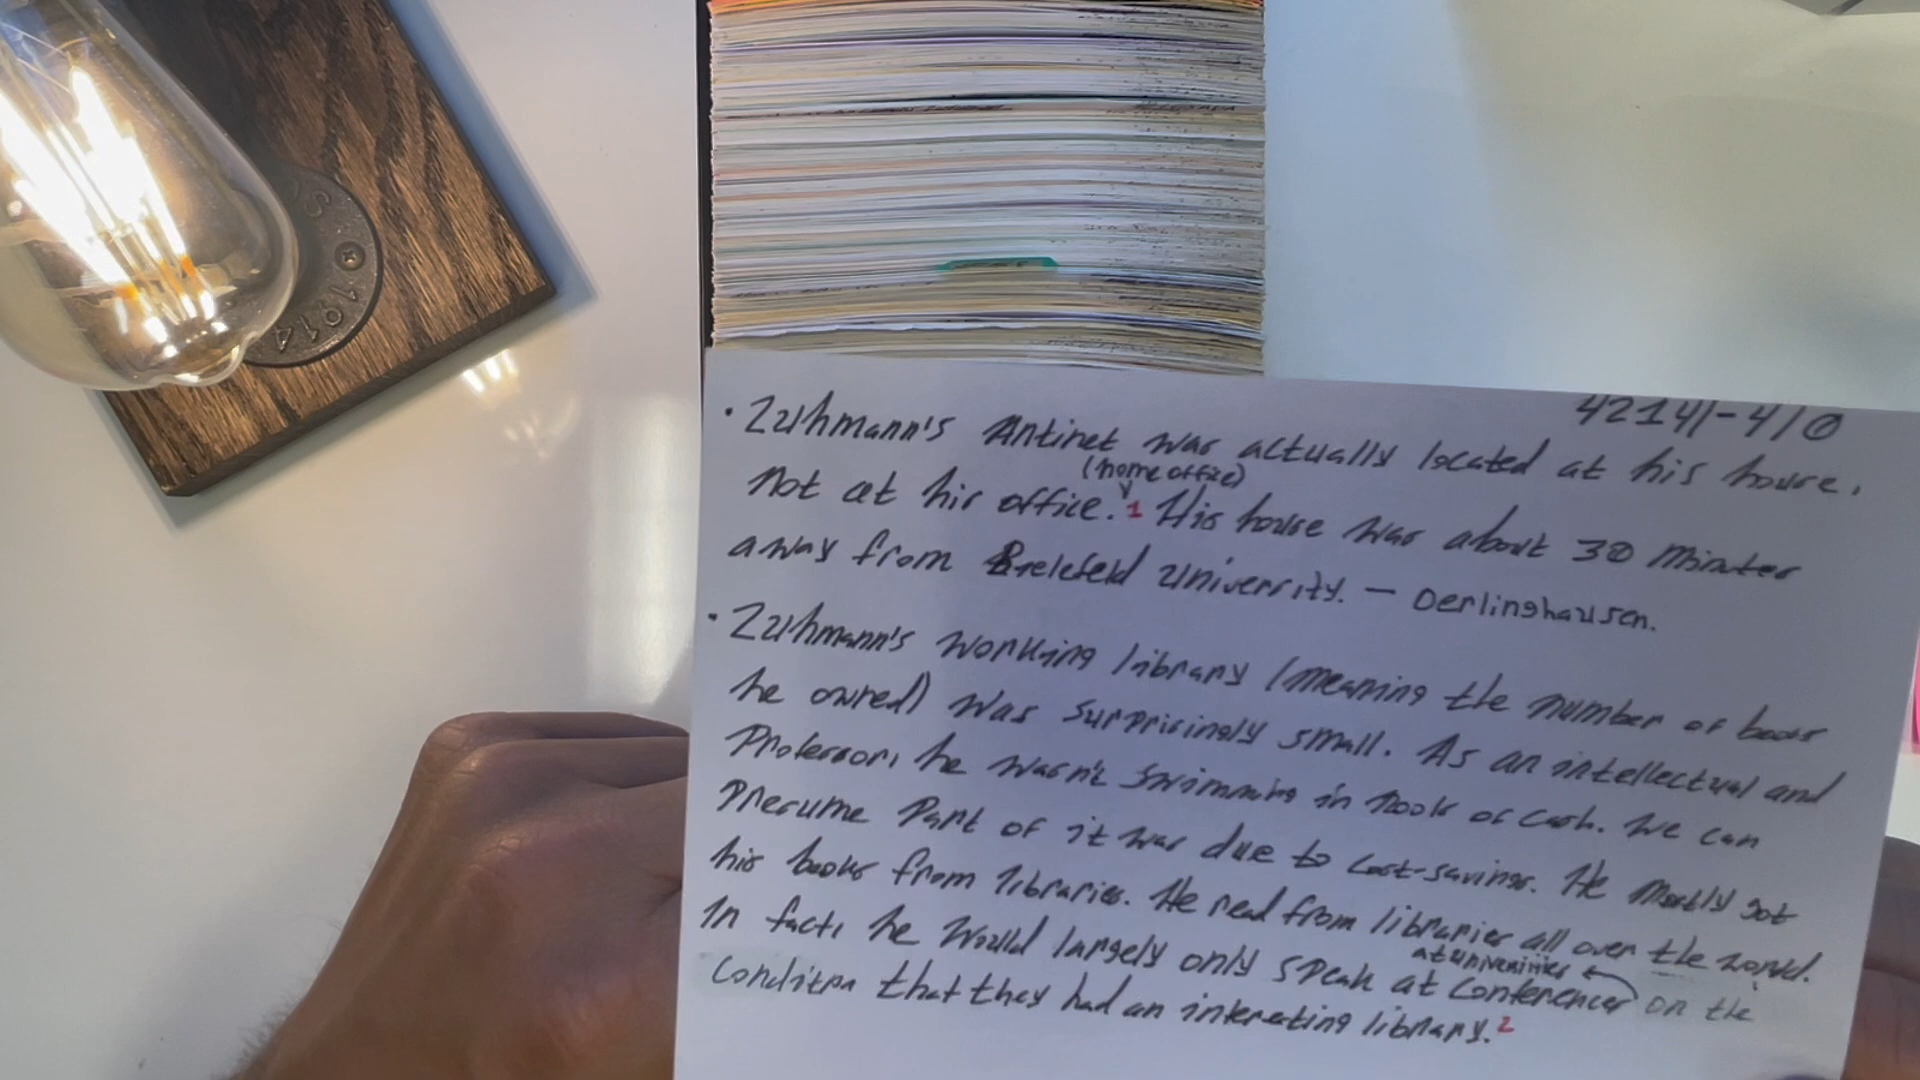 4214/-4/0
• Luhmann's Antinet was actually located at his house,
(home office)
Not at his office.1 His house was about 30 minutes
away from Bielefeld University. — Oerlinghausen.
• Luhmann's working library (meaning the number of books
he owned) was surprisingly small. As an intellectual and
Professor, he wasn't swimming in pools of cash. We can
Presume Part of it was due to cost-savings. He mostly got
his books from libraries. He read from libraries all over the world.
In fact, he would largely only speak at conferences on the
at universities
condition that they had an interesting library.2
1914